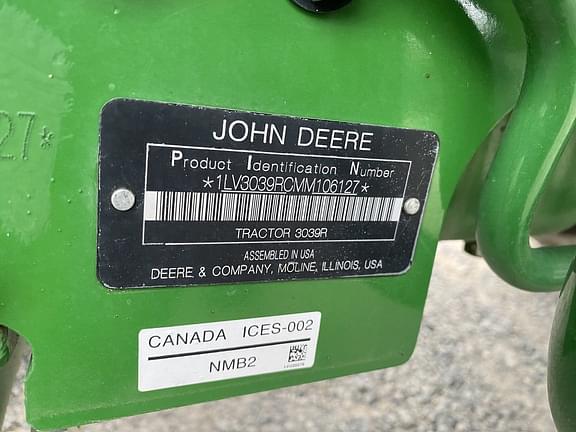 27*
JOHN DEERE
Product Identification Number
*1LV3039RCMM106127*
TRACTOR 3039R
ASSEMBLED IN USA
DEERE & COMPANY, MOLINE, ILLINOIS, USA
CANADA ICES-002
NMB2